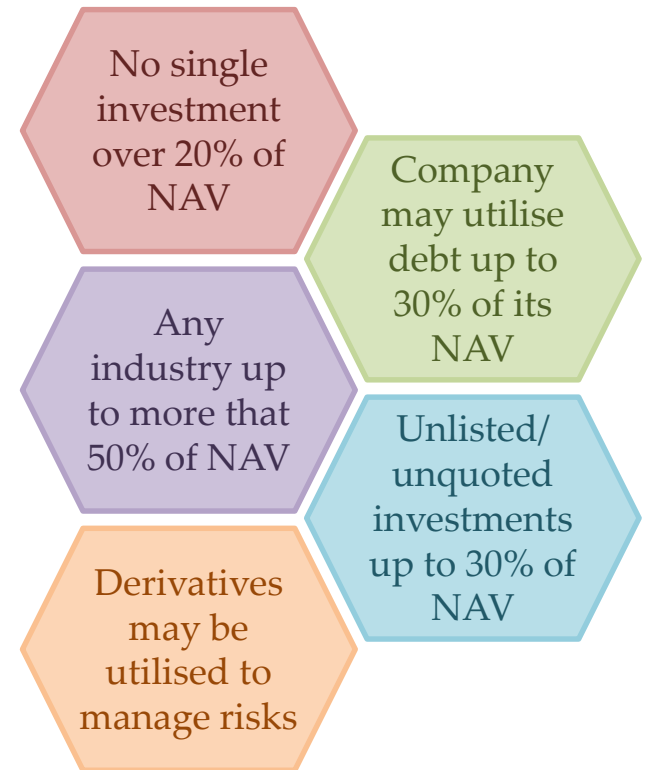 No single
investment
over 20% of
NAV
Company
may utilise
debt up to
30% of its
NAV
Any
industry up
to more that
50% of NAV
Unlisted/
unquoted
investments
up to 30% of
NAV
Derivatives
may be
utilised to
manage risks